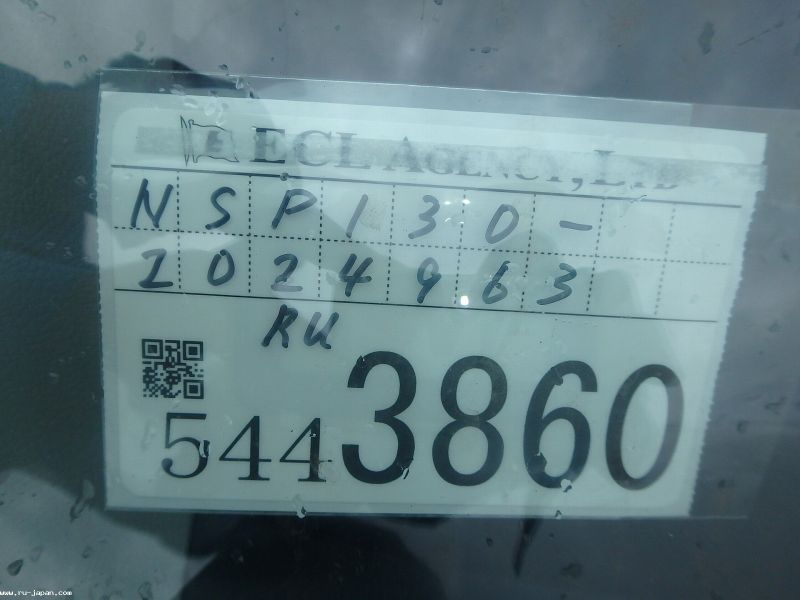 ECL AGENCY, LTD
NSP130-
2024963
RU
5443860
www.ru-japan.com